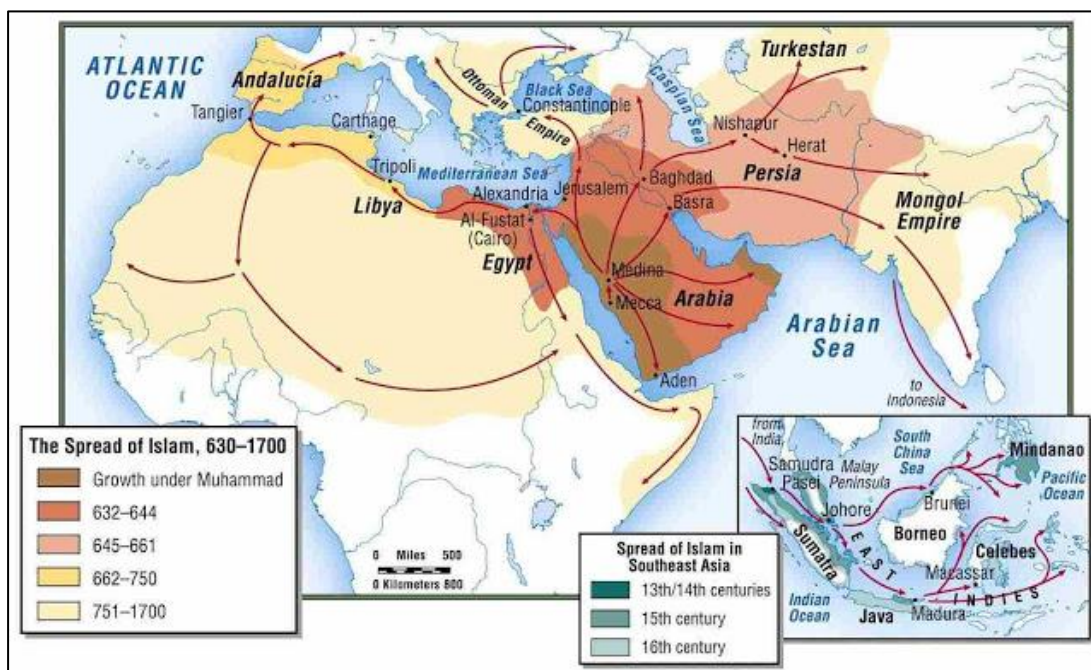 ATLANTIC
OCEAN
Andalucía
Tangier
Carthage
Tripoli
Mediterranean Sea
Libya
Alexandria
Al-Fustat
(Cairo)
Egypt
Ottoman
Empire
Black Sea
Constantinople
Caspian Sea
Turkestan
Nishapur
Herat
Persia
Jerusalem
Baghdad
Basra
Mongol
Empire
Medina
Mecca
Arabia
Aden
Arabian
Sea
to
Indonesia
The Spread of Islam, 630–1700
Growth under Muhammad
632–644
645–661
662–750
751–1700
0 Miles 500
0 Kilometers 800
Spread of Islam in
Southeast Asia
13th/14th centuries
15th century
16th century
from
India
Samudra
Pasei
Malay
Peninsula
South
China
Sea
Mindanao
Pacific
Ocean
Johore
Brunei
Borneo
Sumatra
EAST
INDIES
Celebes
Macassar
Indian
Ocean
Java
Madura